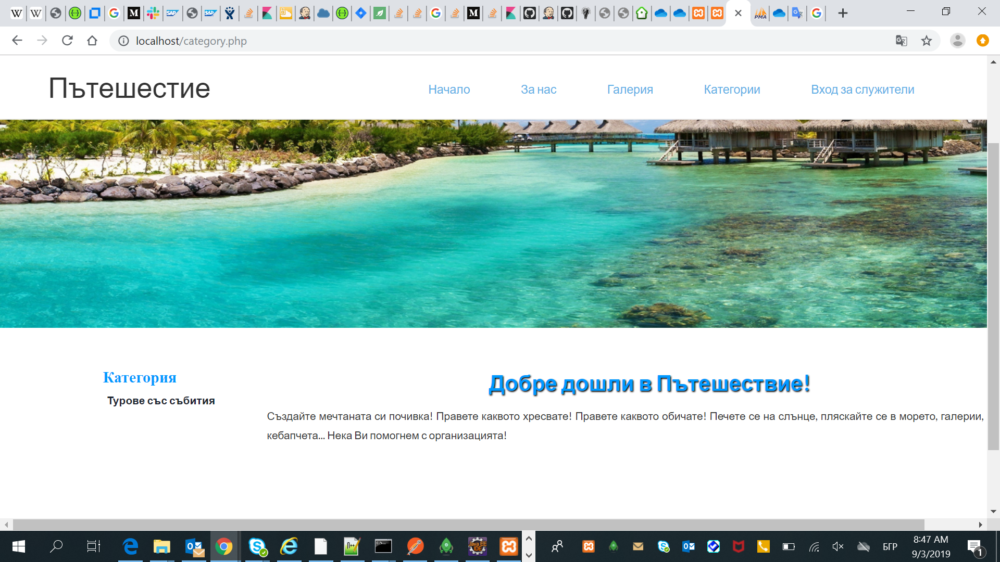 localhost/category.php
Пътешестие
Начало За нас Галерия Категории Вход за служители
Категория
Турове със събития
Добре дошли в Пътешествие!
Създайте мечтаната си почивка! Правете каквото хресвате! Правете каквото обичате! Печете се на слънце, пляскайте се в морето, галерии,
кебапчета... Нека Ви помогнем с организацията!
БГР
8:47 AM
9/3/2019
1